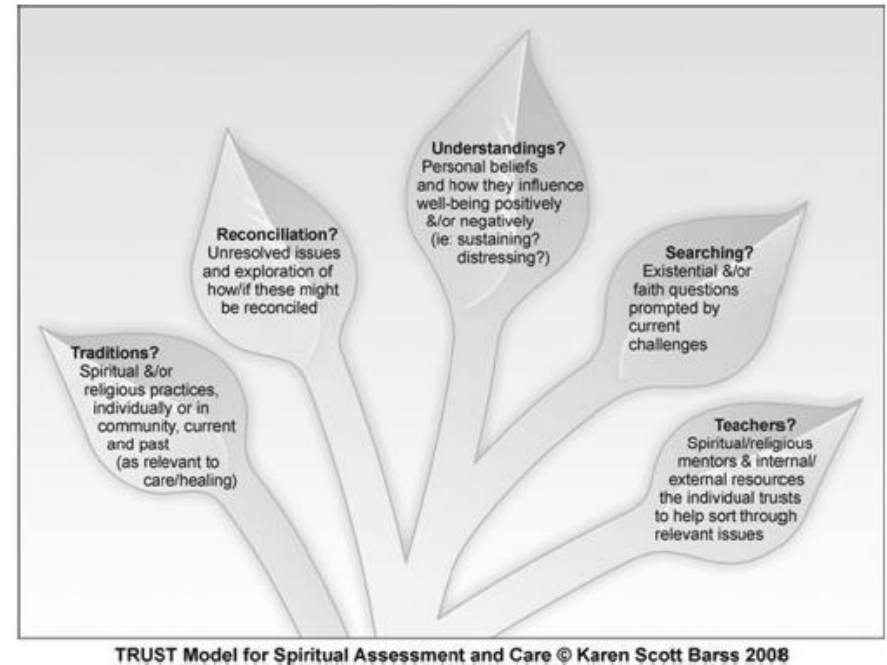 Traditions?
Spiritual &/or
religious practices,
individually or in
community, current
and past
(as relevant to
care/healing)
Reconciliation?
Unresolved issues
and exploration of
how/if these might
be reconciled
Understandings?
Personal beliefs
and how they influence
well-being positively
&/or negatively
(ie: sustaining?
distressing?)
Searching?
Existential &/or
faith questions
prompted by
current
challenges
Teachers?
Spiritual/religious
mentors & internal/
external resources
the individual trusts
to help sort through
relevant issues
TRUST Model for Spiritual Assessment and Care © Karen Scott Barss 2008